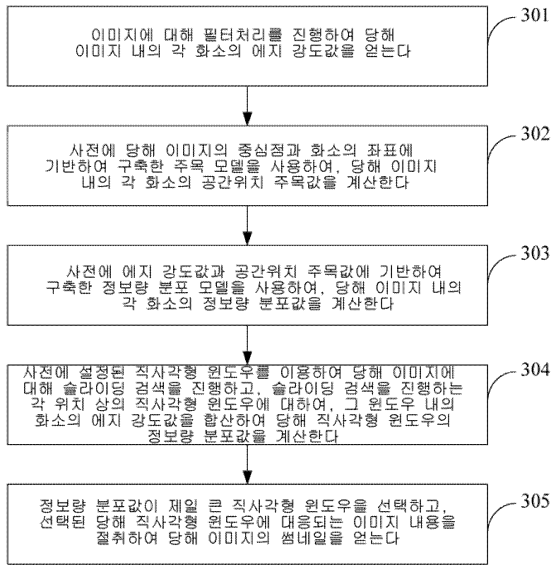 이미지에 대해 필터처리를 진행하여 당해
이미지 내의 각 화소의 에지 강도값을 얻는다
301
사전에 당해 이미지의 중심점과 화소의 좌표에
기반하여 구축한 주목 모델을 사용하여, 당해 이미지
내의 각 화소의 공간위치 주목값을 계산한다
302
사전에 에지 강도값과 공간위치 주목값에 기반하여
구축한 정보량 분포 모델을 사용하여, 당해 이미지 내의
각 화소의 정보량 분포값을 계산한다
303
사전에 설정된 직사각형 윈도우를 이용하여 당해 이미지에
대해 슬라이딩 검색을 진행하고, 슬라이딩 검색을 진행하는
각 위치 상의 직사각형 윈도우에 대하여, 그 윈도우 내의
화소의 에지 강도값을 합산하여 당해 직사각형 윈도우의
정보량 분포값을 계산한다
304
정보량 분포값이 제일 큰 직사각형 윈도우을 선택하고,
선택된 당해 직사각형 윈도우에 대응되는 이미지 내용을
절취하여 당해 이미지의 썸네일을 얻는다
305